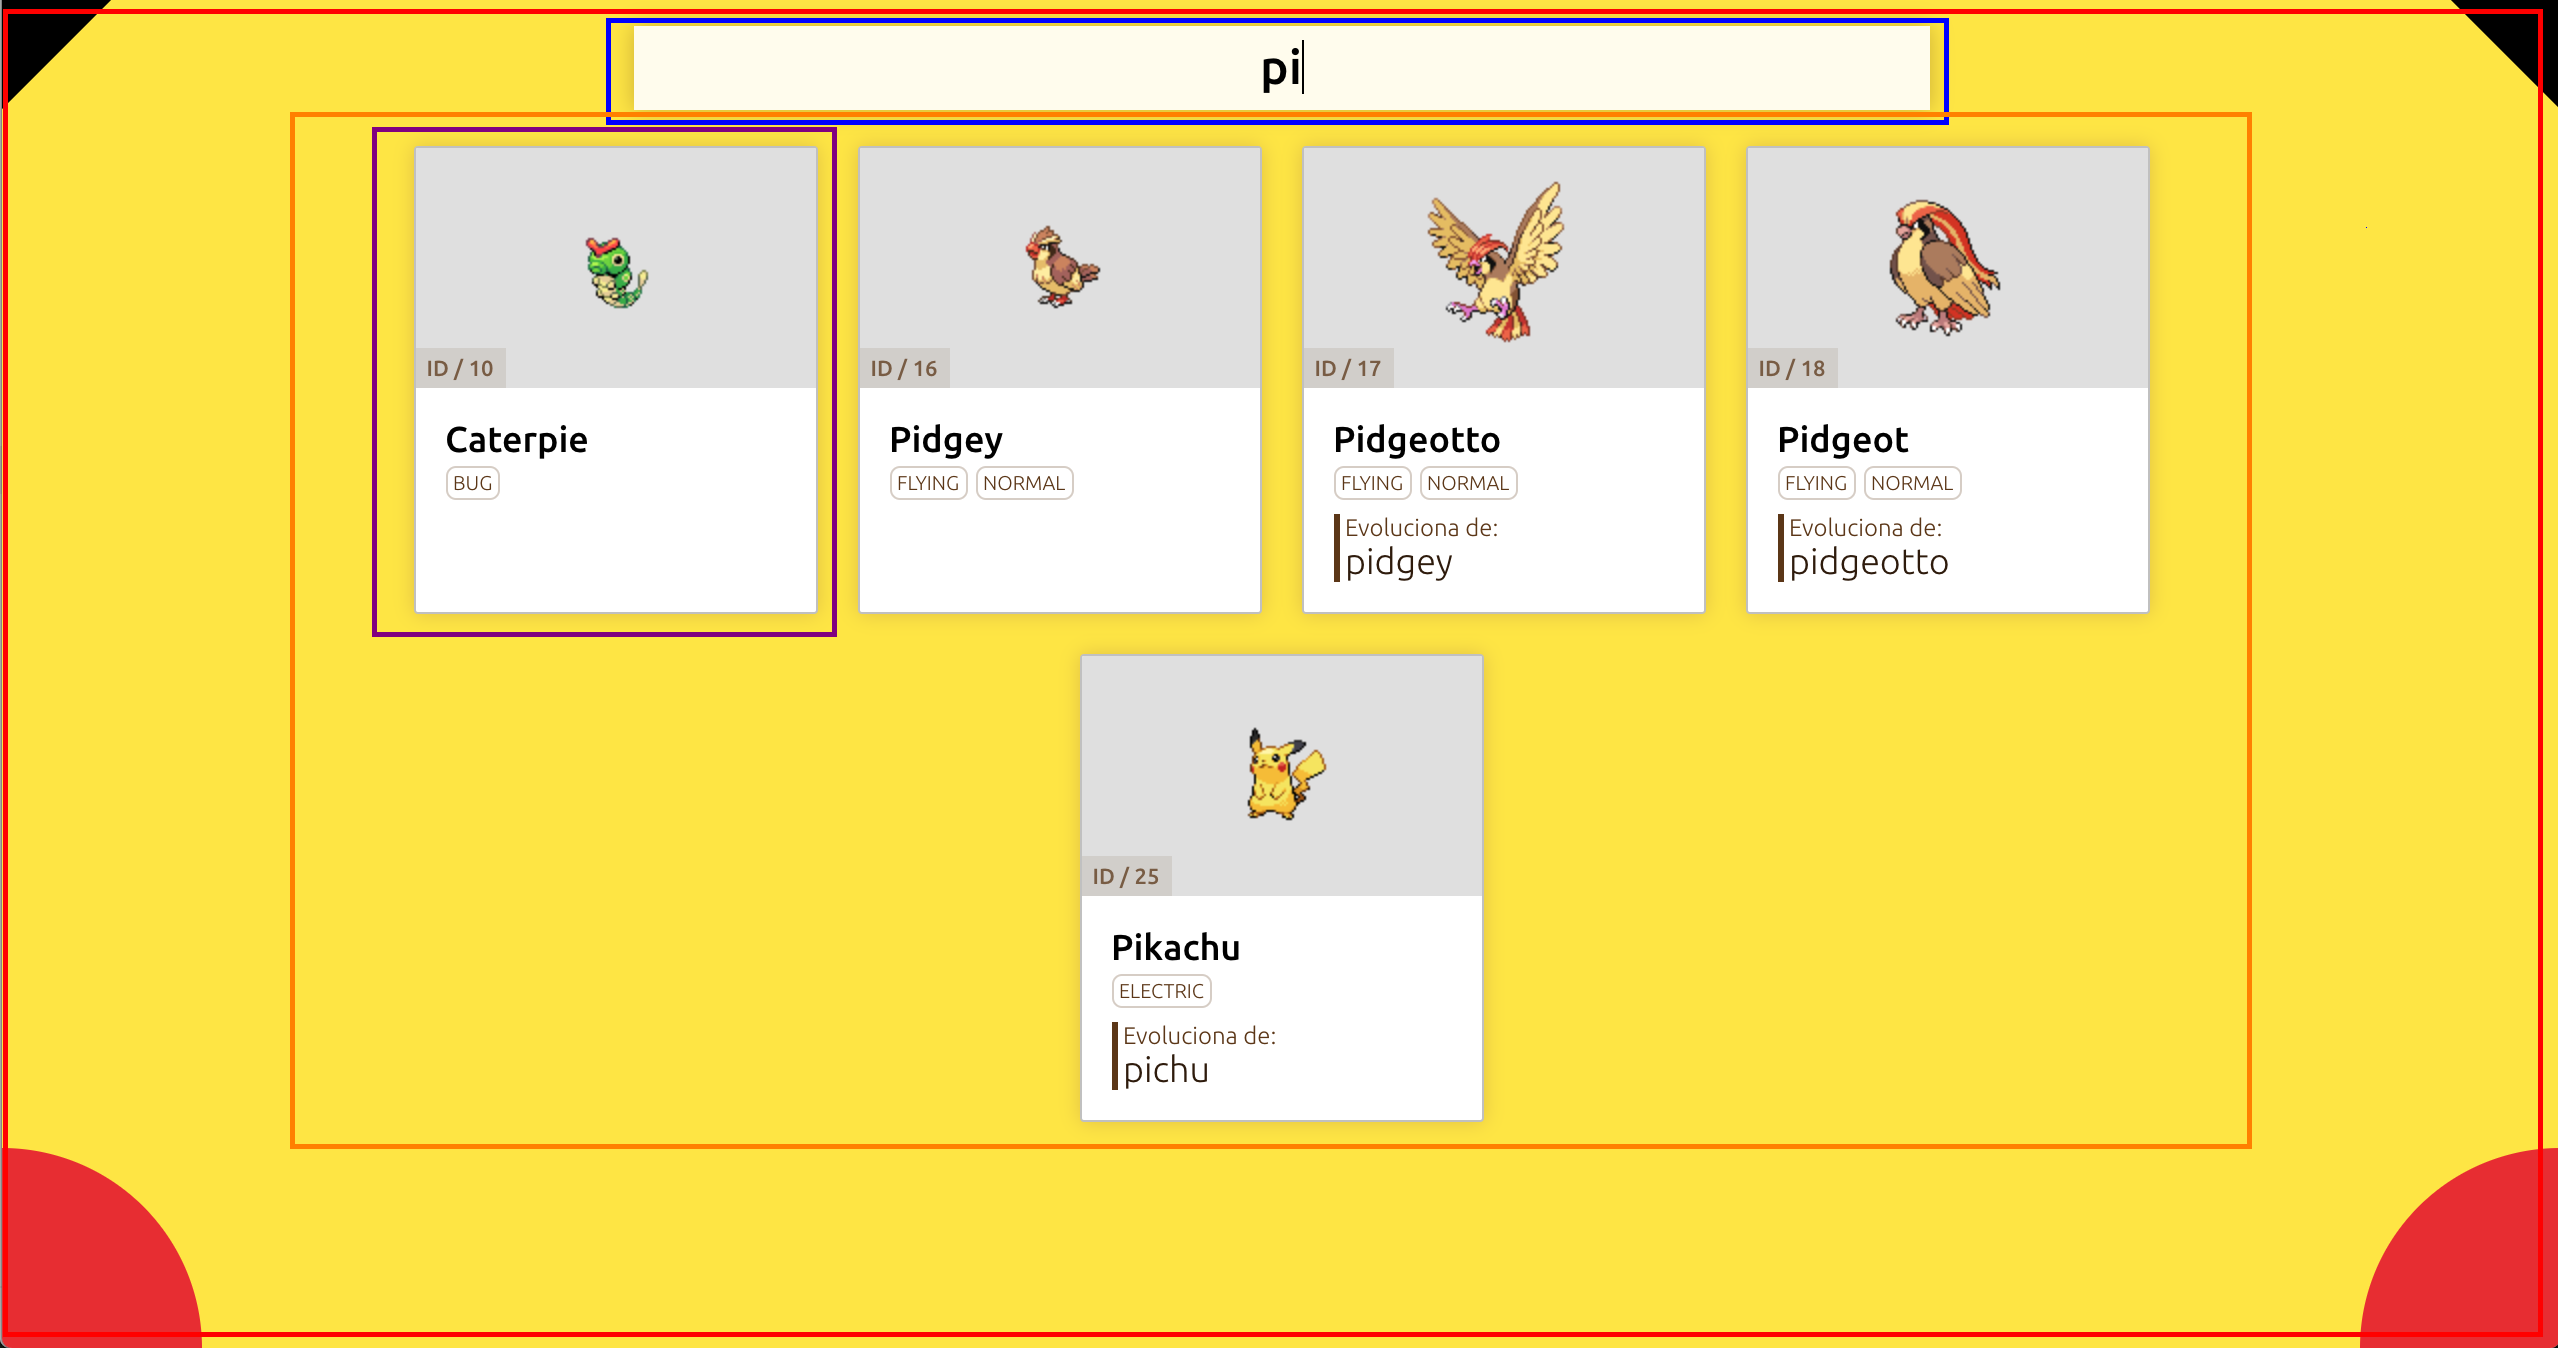 pi
ID / 10
Caterpie
BUG
ID / 16
Pidgey
FLYING NORMAL
ID / 17
Pidgeotto
FLYING NORMAL
Evoluciona de:
pidgey
ID / 18
Pidgeot
FLYING NORMAL
Evoluciona de:
pidgeotto
ID / 25
Pikachu
ELECTRIC
Evoluciona de:
pichu